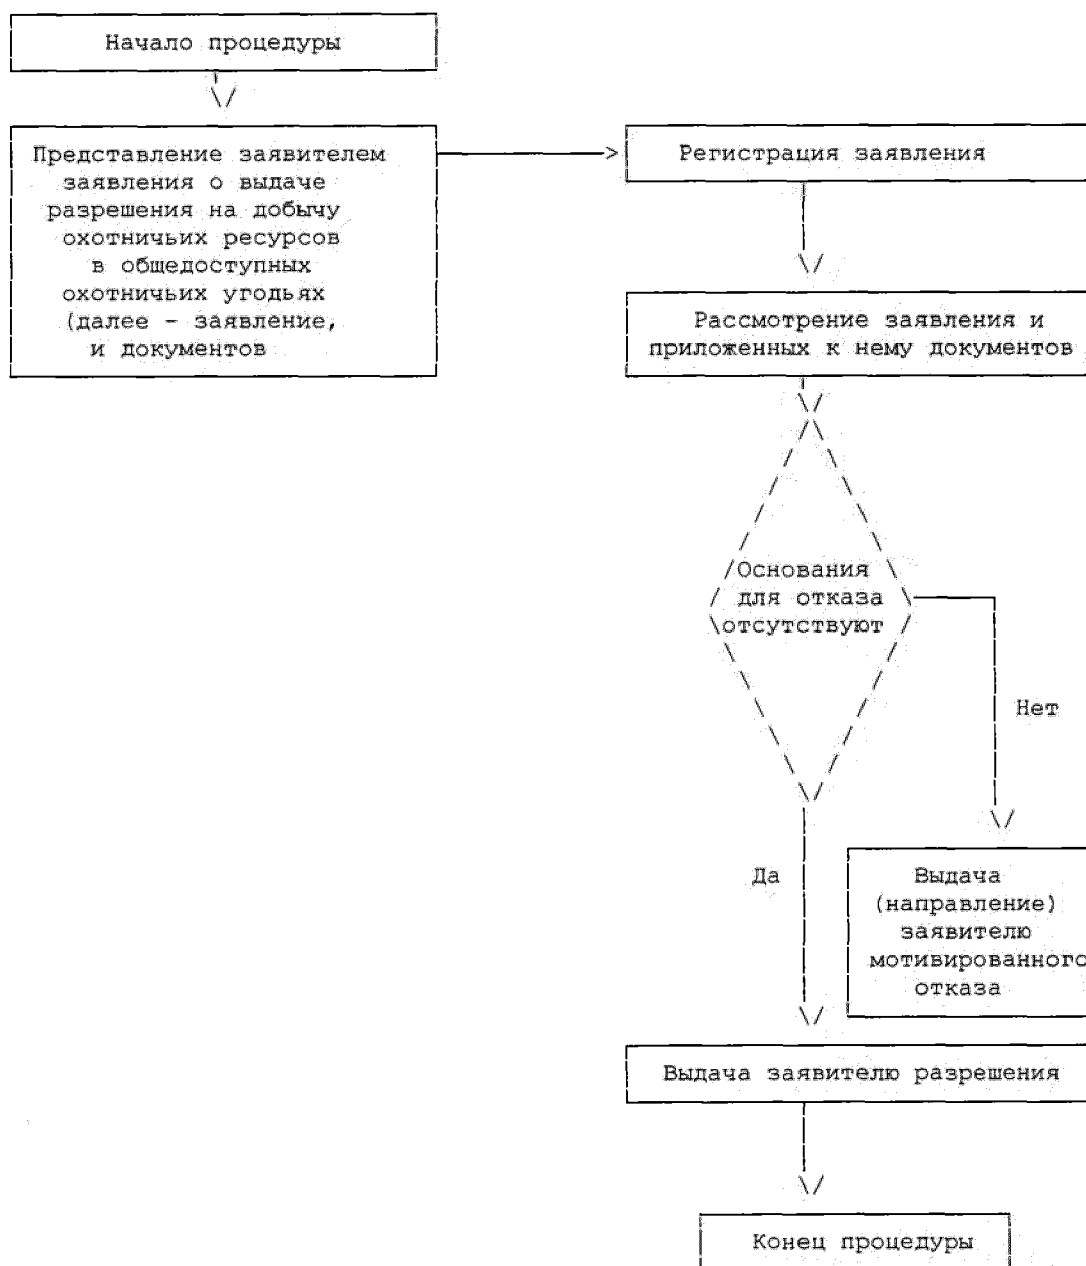 Начало процедуры
Представление заявителем
заявления о выдаче
разрешения на добычу
охотничьих ресурсов
в общедоступных
охотничьих угодьях
(далее - заявление,
и документов
Регистрация заявления
Рассмотрение заявления и
приложенных к нему документов
Основания
для отказа
отсутствуют
Нет
Да
Выдача
(направление)
заявителю
мотивированного
отказа
Выдача заявителю разрешения
Конец процедуры